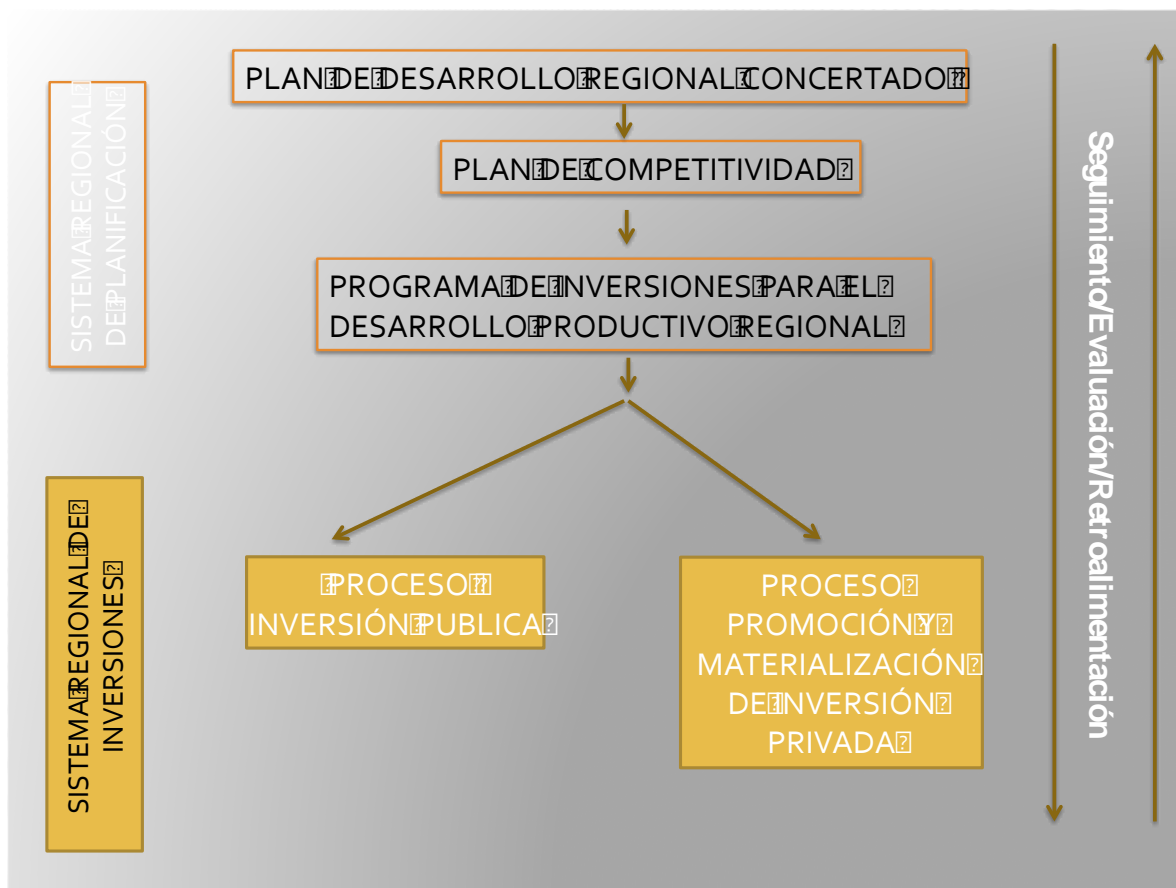 PLAN DE DESARROLLO REGIONAL CONCERTADO
PLAN DE COMPETITIVIDAD
PROGRAMA DE INVERSIONES PARA EL
DESARROLLO PRODUCTIVO REGIONAL
SISTEMA REGIONAL
DE PLANIFICACIÓN
SISTEMA REGIONAL DE
INVERSIONES
PROCESO
INVERSIÓN PUBLICA
PROCESO
PROMOCIÓN Y
MATERIALIZACIÓN
DE INVERSIÓN
PRIVADA
Seguimiento/Evaluación/Retroalimentación